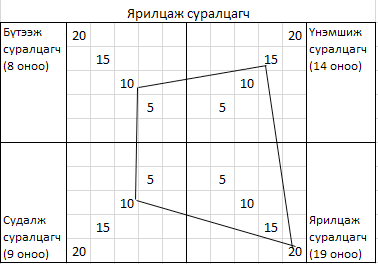 Ярилцаж суралцагч
Бүтээж
суралцагч
(8 оноо)
20
15
10
5
20
15
10
5
Үнэмшиж
суралцагч
(14 оноо)
Судалж
суралцагч
(9 оноо)
5
10
15
20
5
10
15
20
Ярилцаж
суралцагч
(19 оноо)